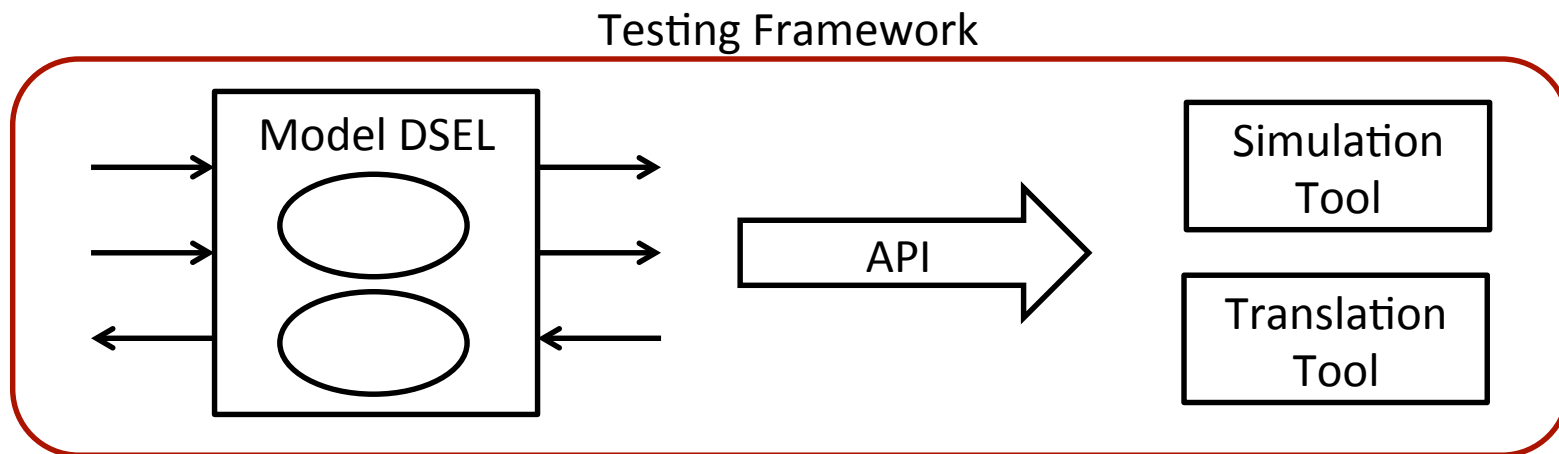 Testing Framework
Model DSEL
API
Simulation
Tool
Translation
Tool